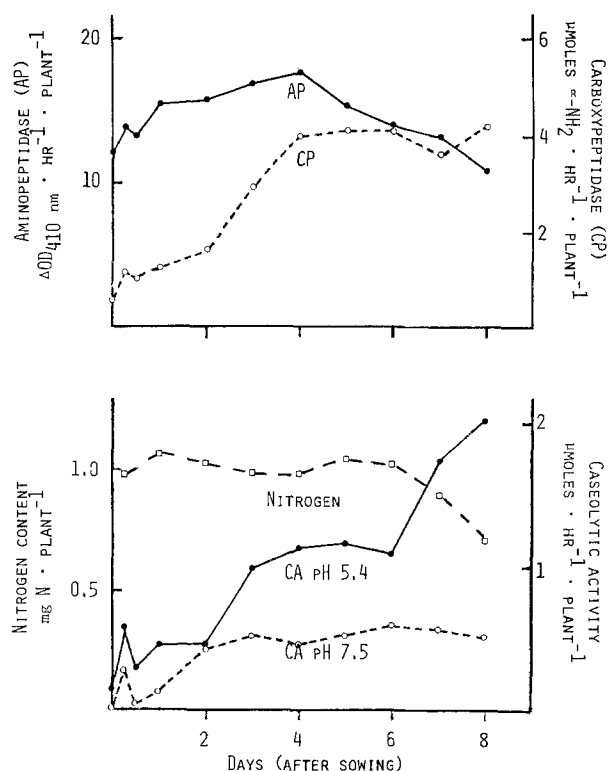 AMINOPEPTIDASE (AP)
ΔOD410 nm · HR-1 · PLANT-1
20
10
AP
CP
6
4
2
CARBOXYPEPTIDASE (CP)
μMOLES ∝-NH2 · HR-1 · PLANT-1
NITROGEN CONTENT
mg N · PLANT-1
1.0
0.5
NITROGEN
CA PH 5.4
CA PH 7.5
2
1
CASEOLYTIC ACTIVITY
μMOLES · HR-1 · PLANT-1
2 4 6 8
DAYS (AFTER SOWING)